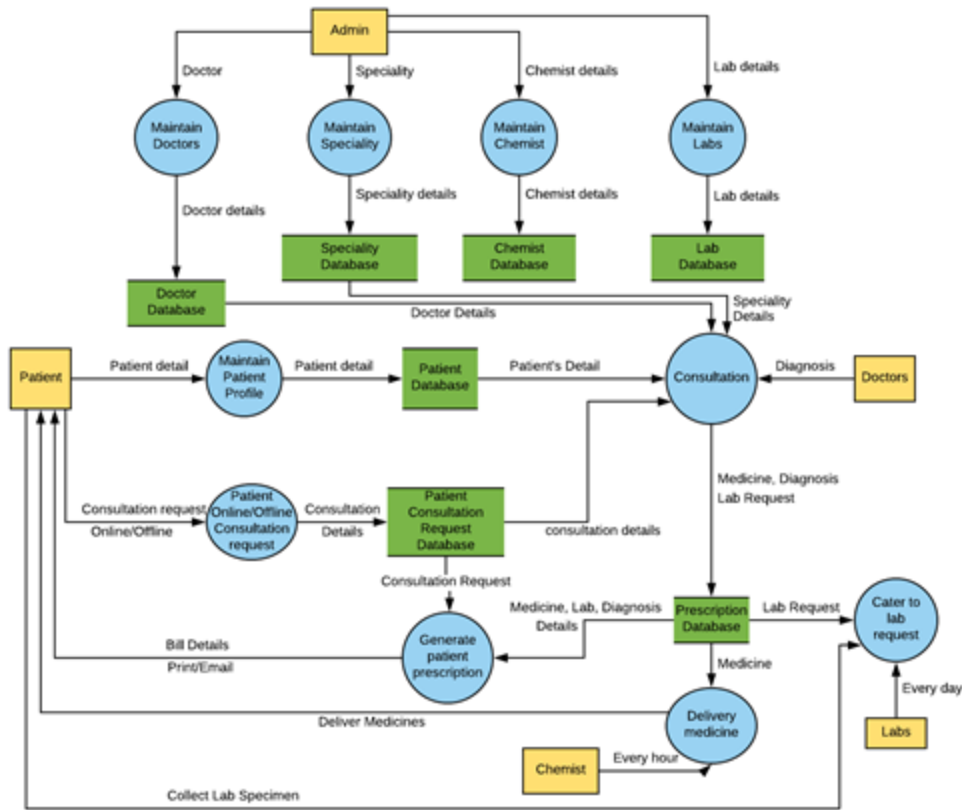 Admin
Doctor
Speciality
Chemist details
Lab details
Maintain
Doctors
Maintain
Speciality
Maintain
Chemist
Maintain
Labs
Doctor details
Speciality details
Chemist details
Lab details
Speciality
Database
Chemist
Database
Lab
Database
Doctor
Database
Doctor Details
Speciality
Details
Patient
Patient detail
Maintain
Patient
Profile
Patient detail
Patient
Database
Patient's Detail
Consultation
Diagnosis
Doctors
Medicine, Diagnosis
Lab Request
Consultation request
Online/Offline
Patient
Online/Offline
Consultation
request
Consultation
Details
Patient
Consultation
Request
Database
consultation details
Consultation Request
Medicine, Lab, Diagnosis
Details
Prescription
Database
Lab Request
Cater to
lab
request
Bill Details
Print/Email
Generate
patient
prescription
Medicine
Every day
Labs
Deliver Medicines
Delivery
medicine
Chemist
Every hour
Collect Lab Specimen